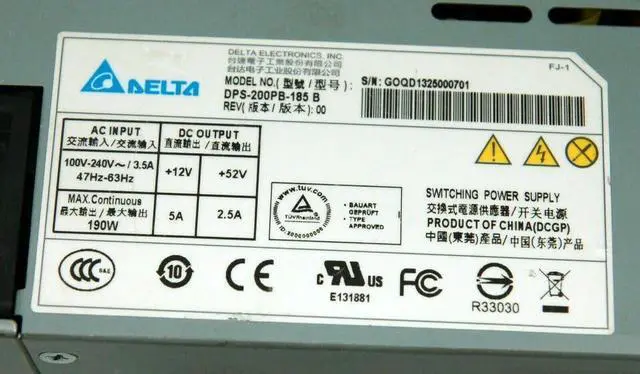 DELTA ELECTRONICS, INC.
台達電子工業股份有限公司
台达电子工业股份有限公司
FJ-1
DELTA
MODEL NO.(型號/型号):
S/N: GOQD1325000701
DPS-200PB-185 B
REV(版本/版本): 00
AC INPUT
DC OUTPUT
交流輸入/交流输入
直流輸出/直流输出
100V-240V~/3.5A
47Hz-63Hz
+12V
+52V
MAX.Continuous
最大輸出/最大输出
190W
5A
2.5A
www.tuv.com
TÜVRheinland
BAUART
GEPRÜFT
TYPE
APPROVED
SWITCHING POWER SUPPLY
交換式電源供應器/开关电源
PRODUCT OF CHINA(DCGP)
中國(東莞)產品/中国(东莞)产品
CCC
S&E
10
CE
C RU US
E131881
FC
R33030